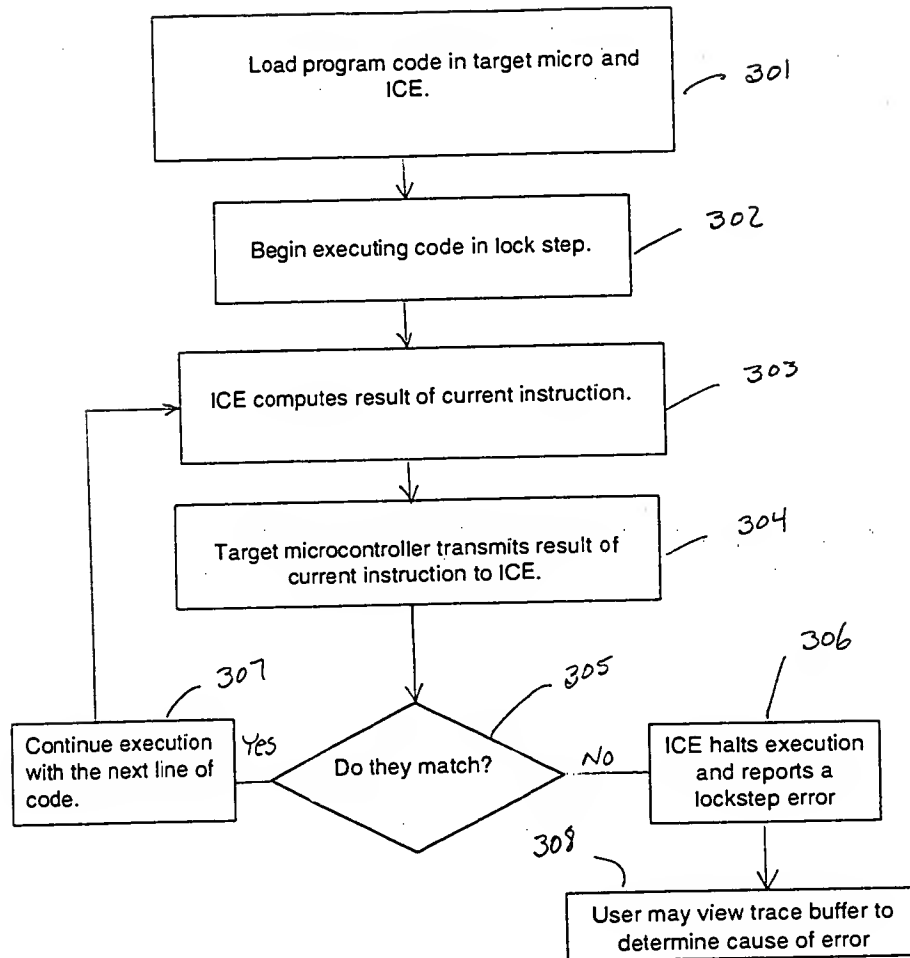 Load program code in target micro and
ICE.
301
Begin executing code in lock step.
302
ICE computes result of current instruction.
303
Target microcontroller transmits result of
current instruction to ICE.
304
Do they match?
305
Yes
No
307
Continue execution
with the next line of
code.
306
ICE halts execution
and reports a
lockstep error
308
User may view trace buffer to
determine cause of error